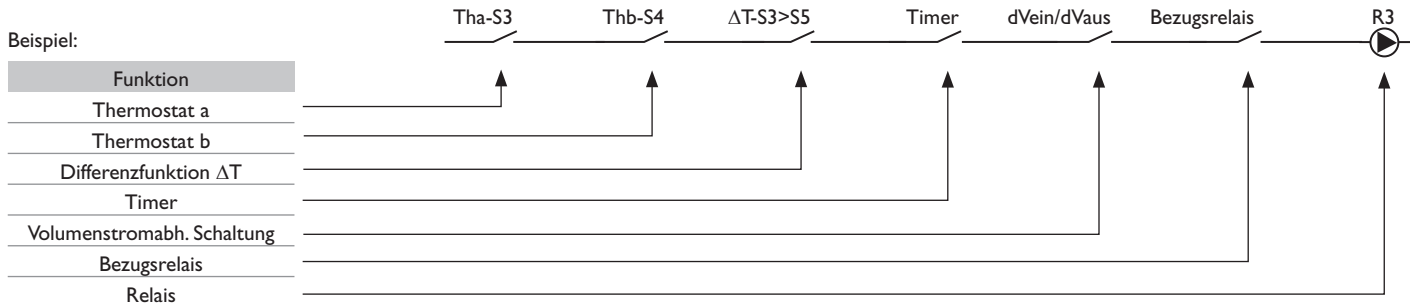 Tha-S3 Thb-S4 ΔT-S3>S5 Timer dVein/dVaus Bezugsrelais R3
Beispiel:
Funktion
Thermostat a
Thermostat b
Differenzfunktion ΔT
Timer
Volumenstromabh. Schaltung
Bezugsrelais
Relais